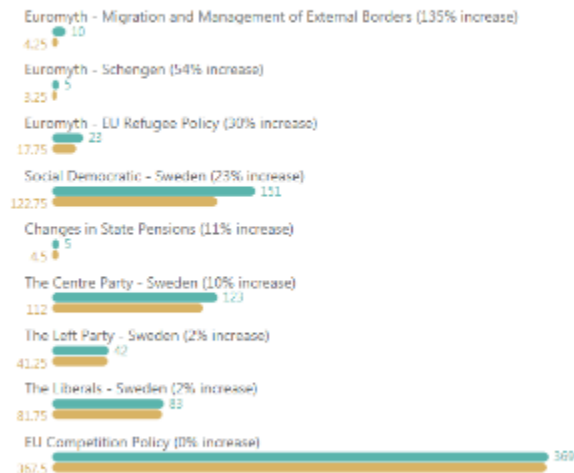 Euromyth - Migration and Management of External Borders (135% increase)
10
4.25
Euromyth - Schengen (54% increase)
5
3.25
Euromyth - EU Refugee Policy (30% increase)
23
17.75
Social Democratic - Sweden (23% increase)
151
122.75
Changes in State Pensions (11% increase)
5
4.5
The Centre Party - Sweden (10% increase)
123
112
The Left Party - Sweden (2% increase)
42
41.25
The Liberals - Sweden (2% increase)
83
81.75
EU Competition Policy (0% increase)
369
367.5